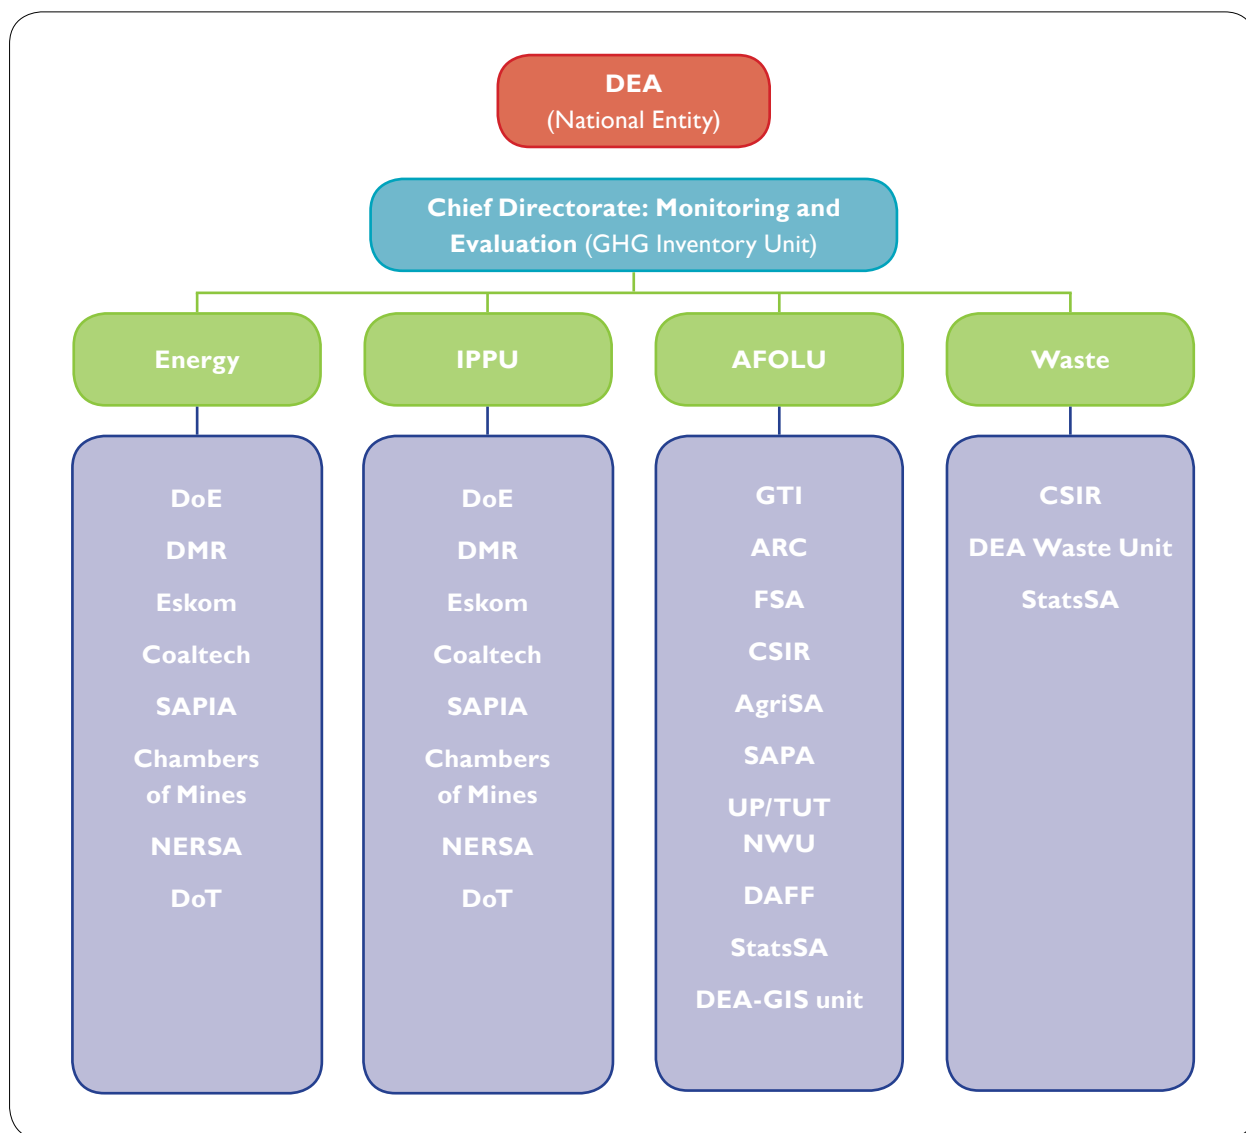 DEA
(National Entity)
Chief Directorate: Monitoring and
Evaluation (GHG Inventory Unit)
Energy
IPPU
AFOLU
Waste
DoE
DMR
Eskom
Coaltech
SAPIA
Chambers
of Mines
NERSA
DoT
DoE
DMR
Eskom
Coaltech
SAPIA
Chambers
of Mines
NERSA
DoT
GTI
ARC
FSA
CSIR
AgriSA
SAPA
UP/TUT
NWU
DAFF
StatsSA
DEA-GIS unit
CSIR
DEA Waste Unit
StatsSA